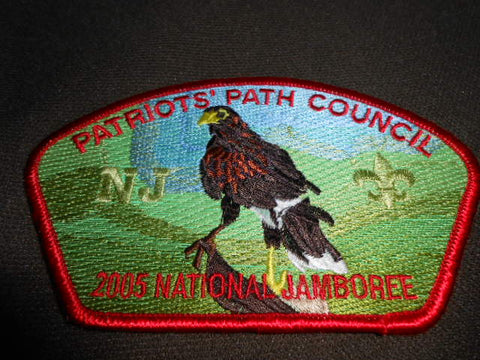 PATRIOTS' PATH COUNCIL
NJ
2005 NATIONAL JAMBOREE